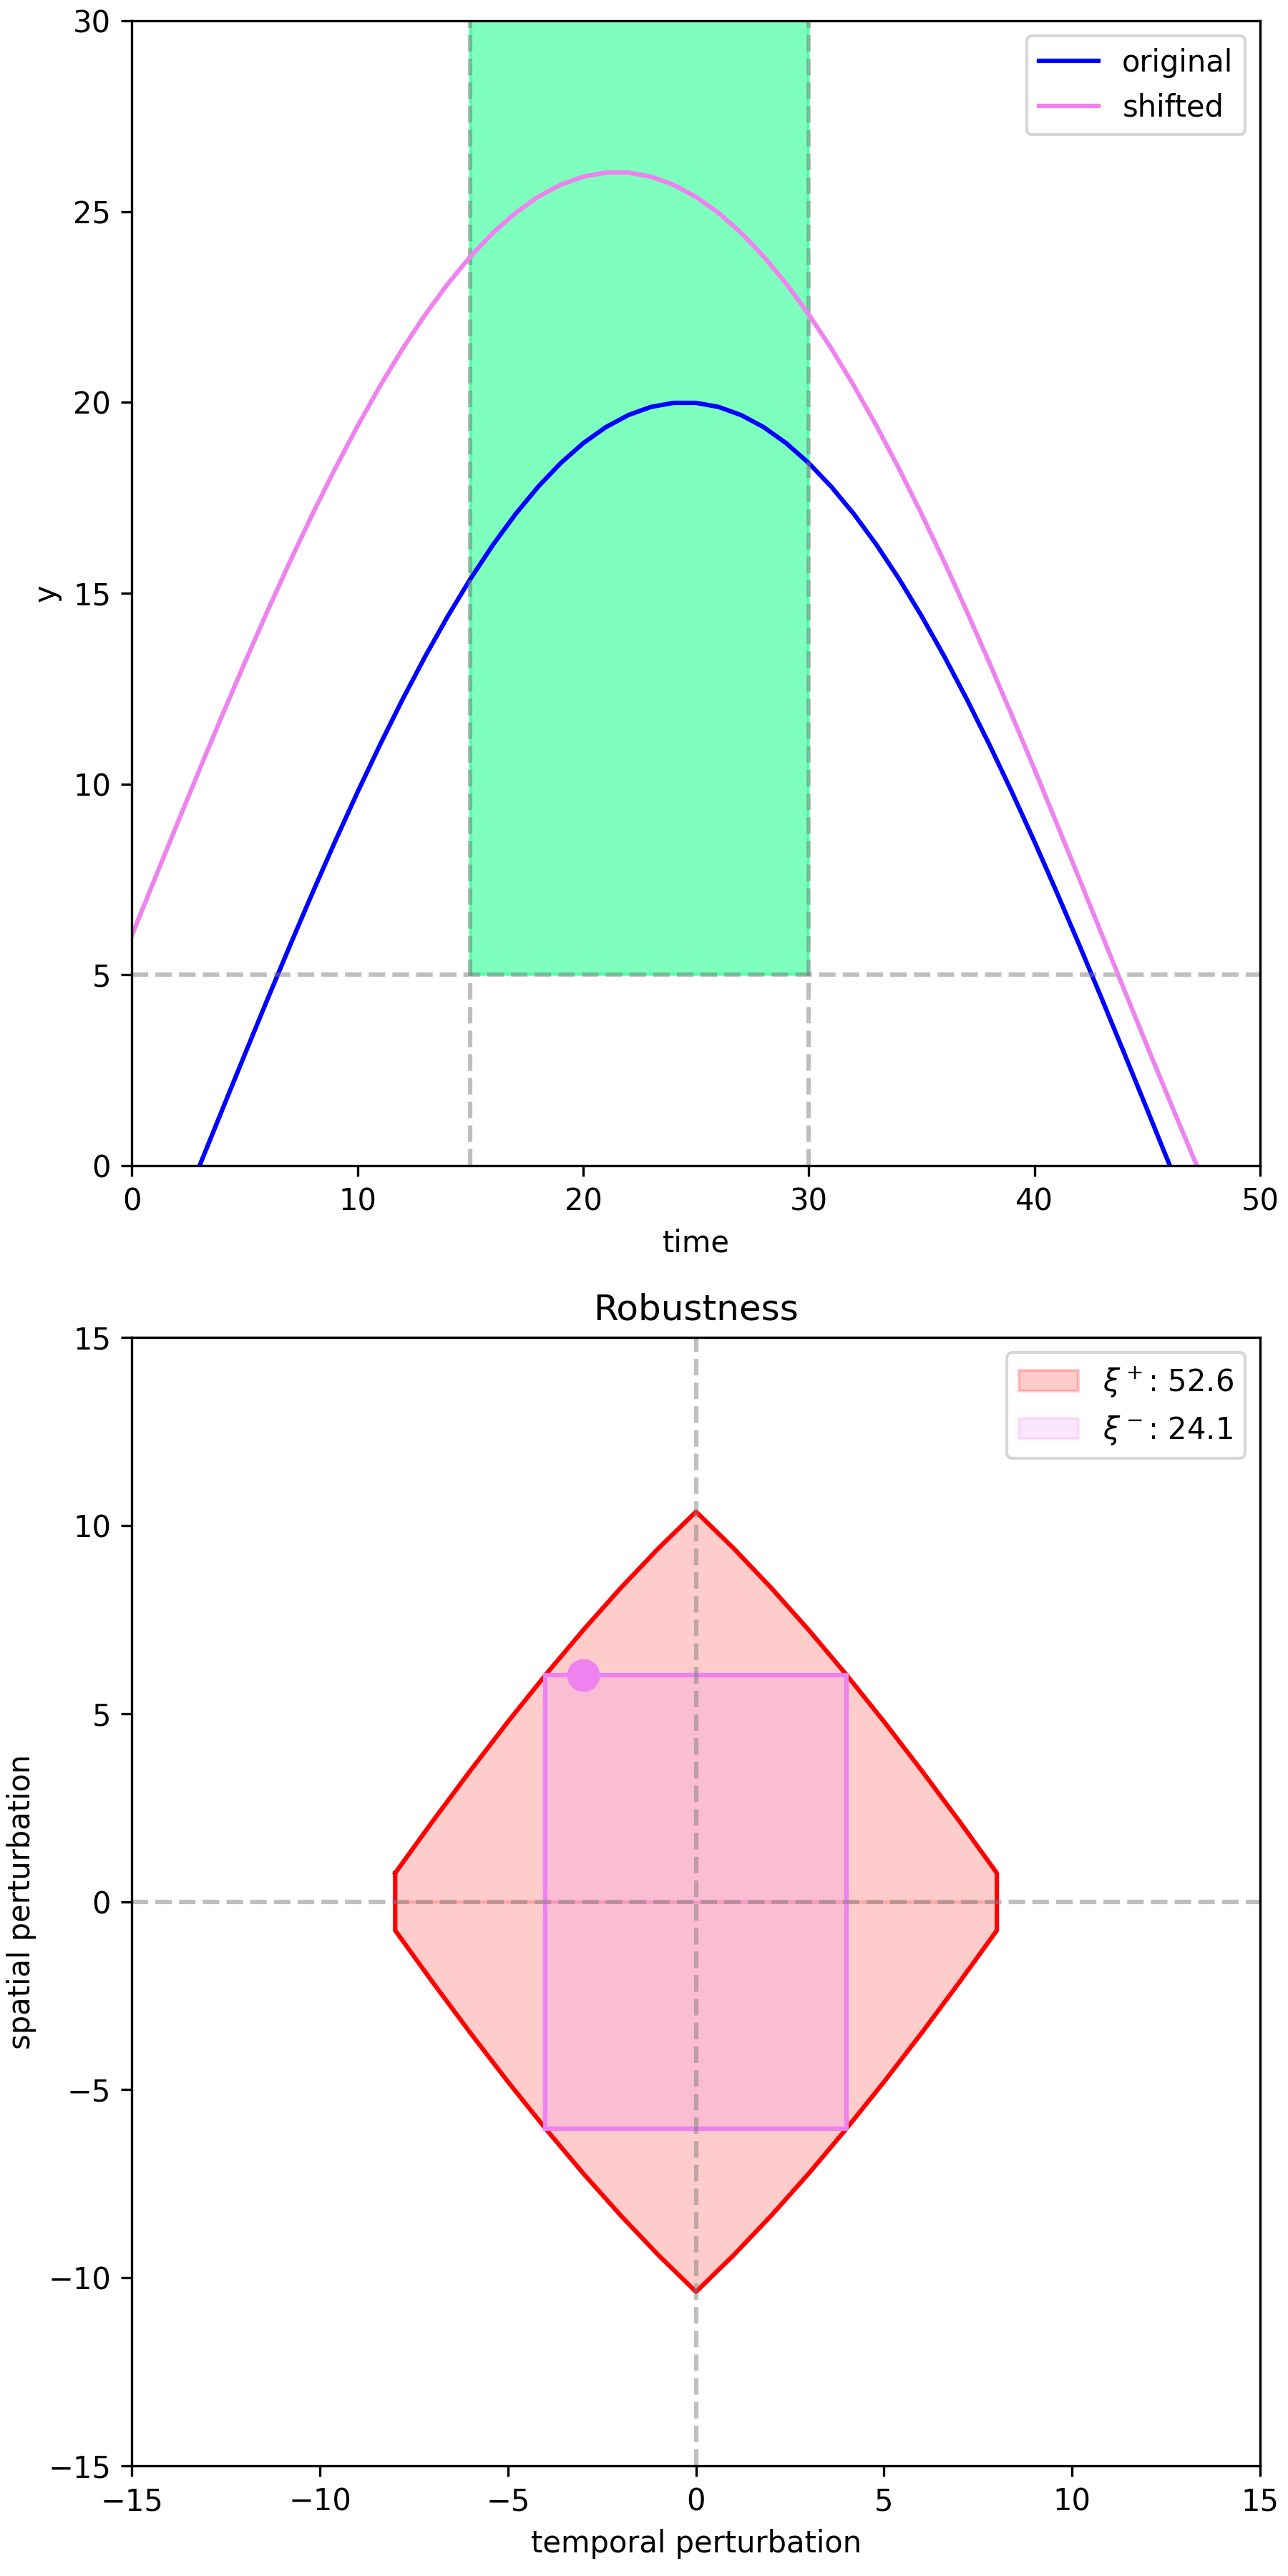 30
25
20
15
10
5
0
y
0 10 20 30 40 50
time
original
shifted
Robustness
15
10
5
0
−5
−10
−15
spatial perturbation
−15 −10 −5 0 5 10 15
temporal perturbation
ξ⁺: 52.6
ξ⁻: 24.1